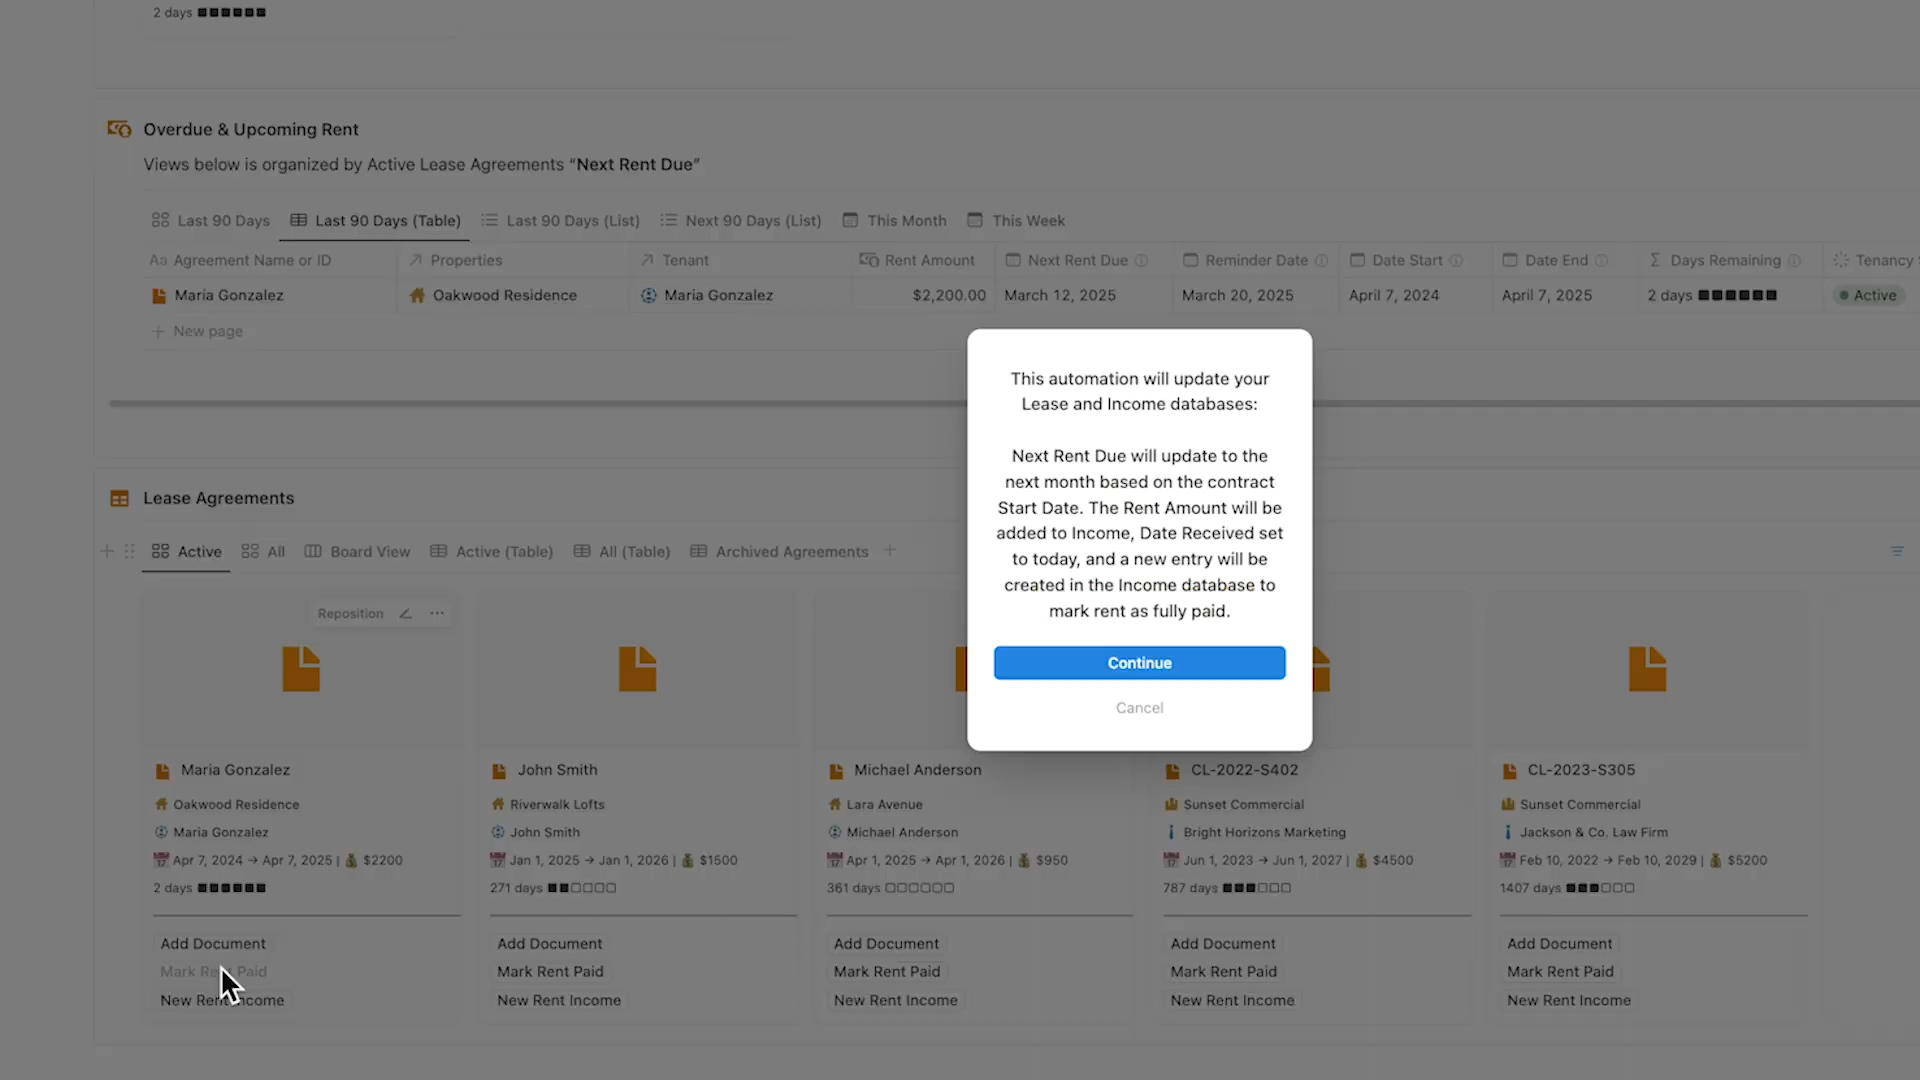 2 days
Overdue & Upcoming Rent
Views below is organized by Active Lease Agreements “Next Rent Due”
Last 90 Days Last 90 Days (Table) Last 90 Days (List) Next 90 Days (List) This Month This Week
Aa Agreement Name or ID Properties Tenant Rent Amount Next Rent Due Reminder Date Date Start Date End Days Remaining Tenancy
Maria Gonzalez Oakwood Residence Maria Gonzalez $2,200.00 March 12, 2025 March 20, 2025 April 7, 2024 April 7, 2025 2 days Active
+ New page
This automation will update your
Lease and Income databases:
Next Rent Due will update to the
next month based on the contract
Start Date. The Rent Amount will be
added to Income, Date Received set
to today, and a new entry will be
created in the Income database to
mark rent as fully paid.
Continue
Cancel
Lease Agreements
Active All Board View Active (Table) All (Table) Archived Agreements +
Reposition
Maria Gonzalez
Oakwood Residence
Maria Gonzalez
Apr 7, 2024 → Apr 7, 2025 | $2200
2 days
Add Document
Mark Rent Paid
New Rent Income
John Smith
Riverwalk Lofts
John Smith
Jan 1, 2025 → Jan 1, 2026 | $1500
271 days
Add Document
Mark Rent Paid
New Rent Income
Michael Anderson
Lara Avenue
Michael Anderson
Apr 1, 2025 → Apr 1, 2026 | $950
361 days
Add Document
Mark Rent Paid
New Rent Income
CL-2022-S402
Sunset Commercial
Bright Horizons Marketing
Jun 1, 2023 → Jun 1, 2027 | $4500
787 days
Add Document
Mark Rent Paid
New Rent Income
CL-2023-S305
Sunset Commercial
Jackson & Co. Law Firm
Feb 10, 2022 → Feb 10, 2029 | $5200
1407 days
Add Document
Mark Rent Paid
New Rent Income